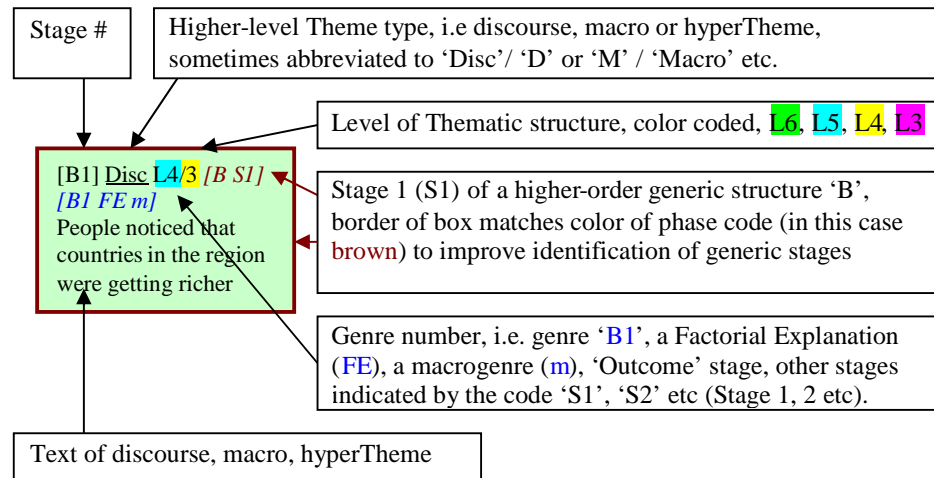 Stage #
Higher-level Theme type, i.e discourse, macro or hyperTheme,
sometimes abbreviated to ‘Disc’/ ‘D’ or ‘M’ / ‘Macro’ etc.
Level of Thematic structure, color coded, L6, L5, L4, L3
[B1] Disc L4/3 [B S1]
[B1 FE m]
People noticed that
countries in the region
were getting richer
Stage 1 (S1) of a higher-order generic structure ‘B’,
border of box matches color of phase code (in this case
brown) to improve identification of generic stages
Genre number, i.e. genre ‘B1’, a Factorial Explanation
(FE), a macrogenre (m), ‘Outcome’ stage, other stages
indicated by the code ‘S1’, ‘S2’ etc (Stage 1, 2 etc).
Text of discourse, macro, hyperTheme